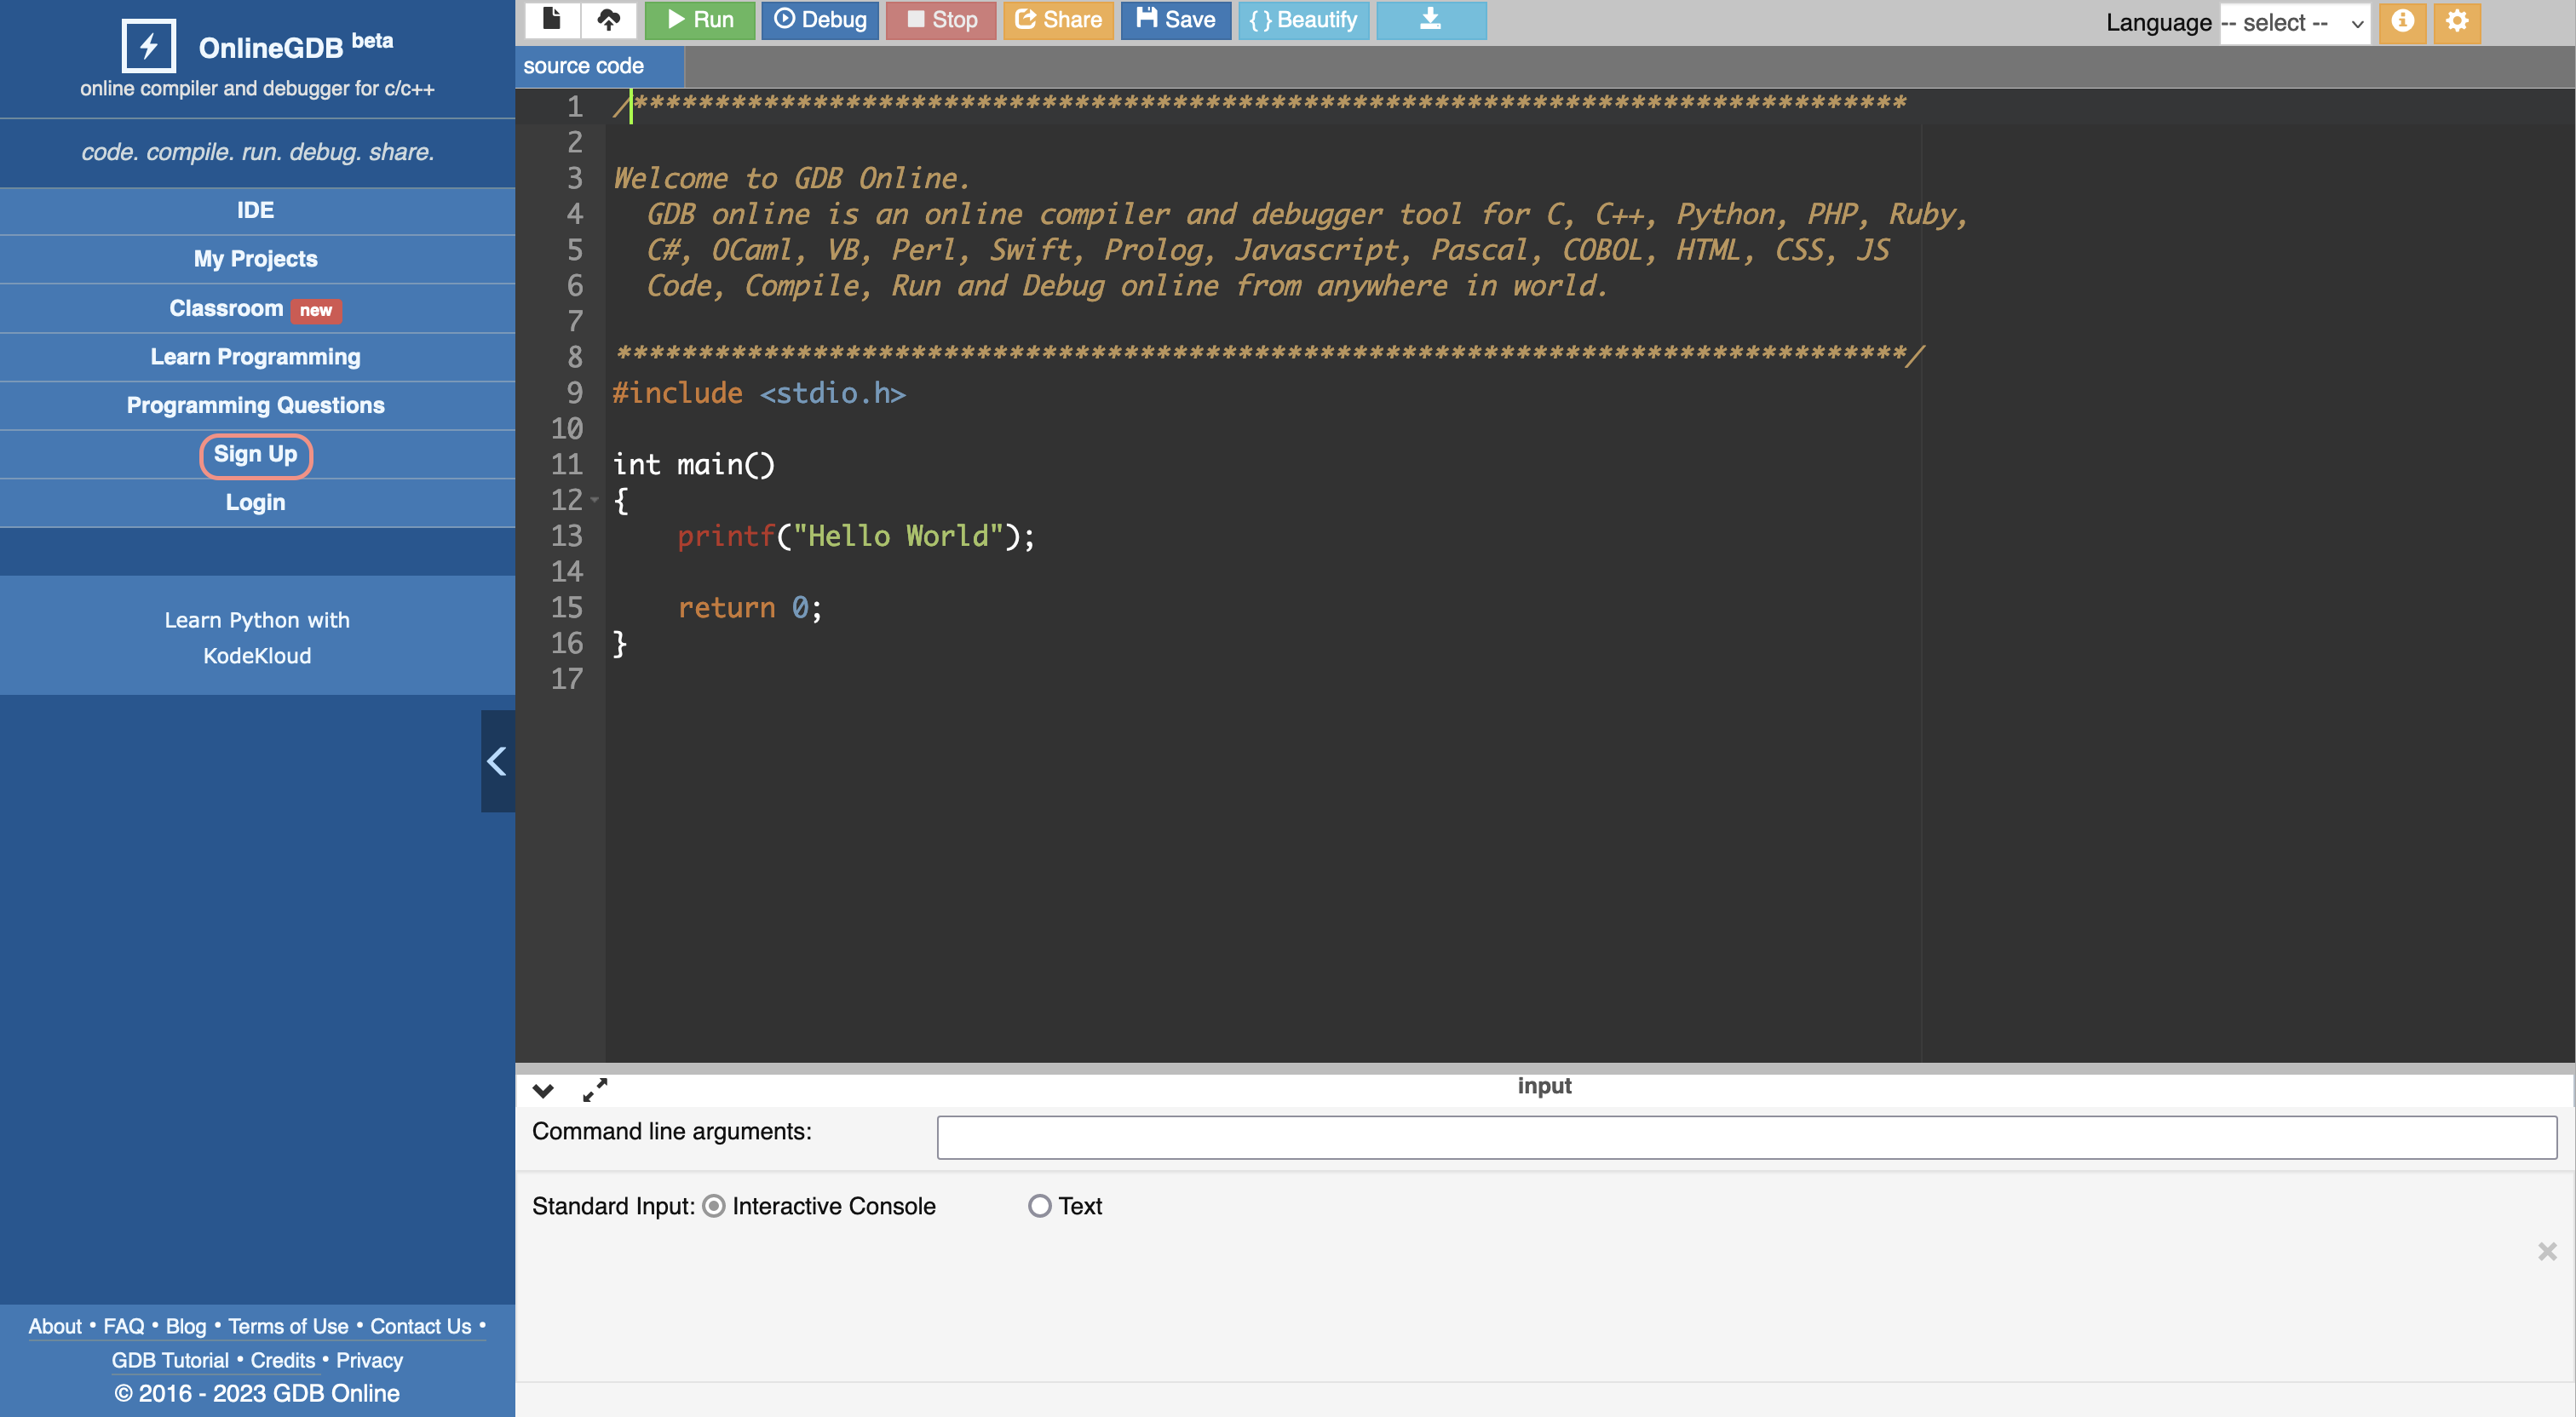 OnlineGDB beta
online compiler and debugger for c/c++
code. compile. run. debug. share.
IDE
My Projects
Classroom new
Learn Programming
Programming Questions
Sign Up
Login
Learn Python with
KodeKloud
About • FAQ • Blog • Terms of Use • Contact Us •
GDB Tutorial • Credits • Privacy
© 2016 - 2023 GDB Online
Run Debug Stop Share Save { } Beautify
Language -- select --
source code
1 /*******************************************************************************
2
3 Welcome to GDB Online.
4 GDB online is an online compiler and debugger tool for C, C++, Python, PHP, Ruby,
5 C#, OCaml, VB, Perl, Swift, Prolog, Javascript, Pascal, COBOL, HTML, CSS, JS
6 Code, Compile, Run and Debug online from anywhere in world.
7
8 *******************************************************************************/
9 #include <stdio.h>
10
11 int main()
12 {
13 printf("Hello World");
14
15 return 0;
16 }
17
input
Command line arguments:
Standard Input: Interactive Console Text